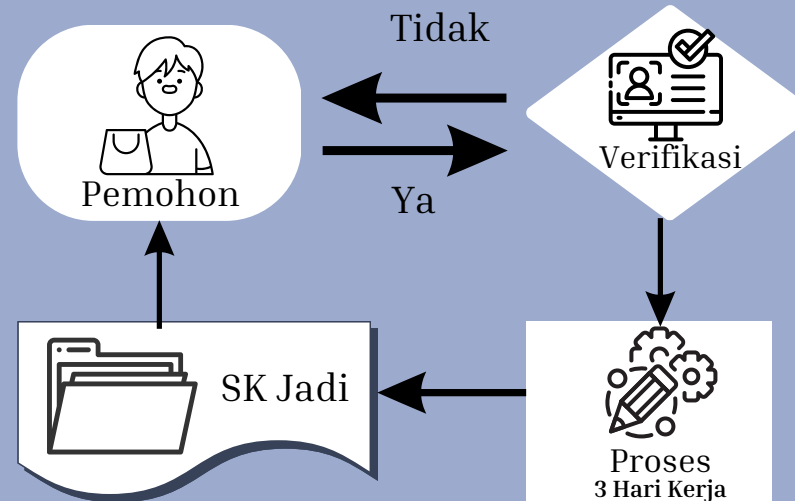 Tidak
Verifikasi
Pemohon
Ya
SK Jadi
Proses
3 Hari Kerja